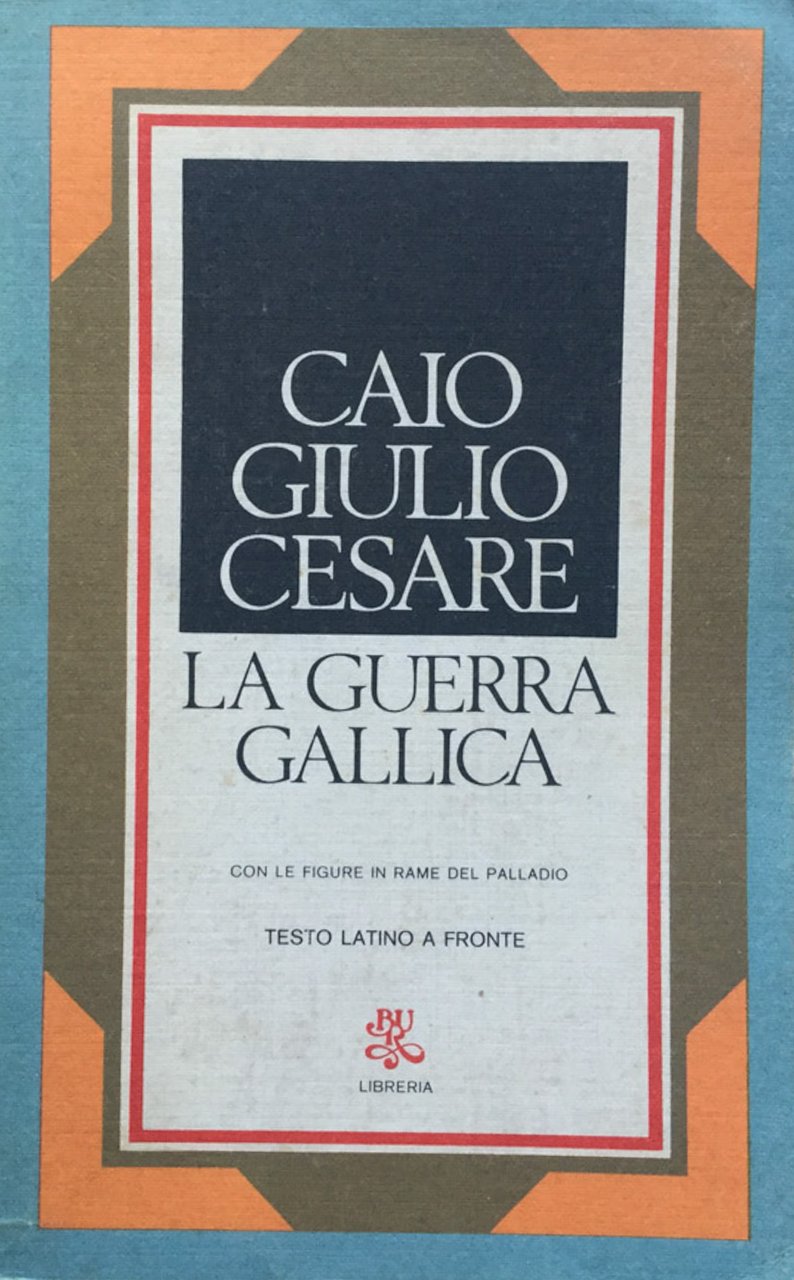 CAIO
GIULIO
CESARE
LA GUERRA
GALLICA
CON LE FIGURE IN RAME DEL PALLADIO
TESTO LATINO A FRONTE
BUR
LIBRERIA